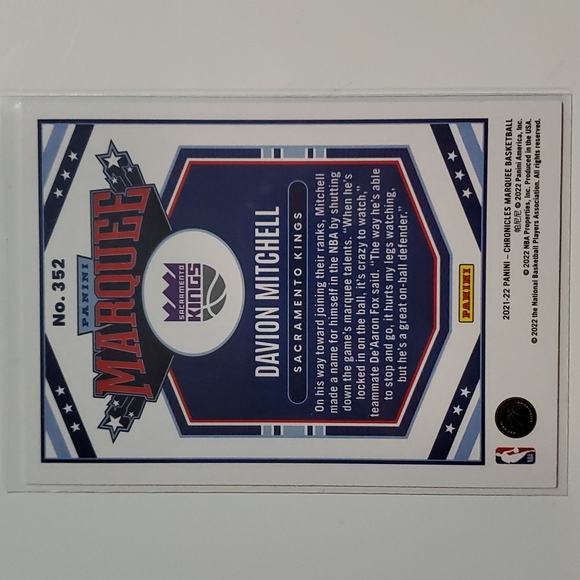 No. 352
PANINI
MARQUEE
SACRAMENTO
KINGS
DAVION MITCHELL
SACRAMENTO KINGS
On his way toward joining their ranks, Mitchell
made a name for himself in the NBA by shutting
down the game's marquee talents. "When he's
locked in on the ball, it's crazy to watch,"
teammate De'Aaron Fox said. "The way he's able
to stop and go, it hurts my legs watching,
but he's a great on-ball defender."
PANINI
2021-22 PANINI – CHRONICLES MARQUEE BASKETBALL
帕尼尼 © 2022 Panini America, Inc.
© 2022 NBA Properties, Inc. Produced in the USA.
© 2022 the National Basketball Players Association. All rights reserved.